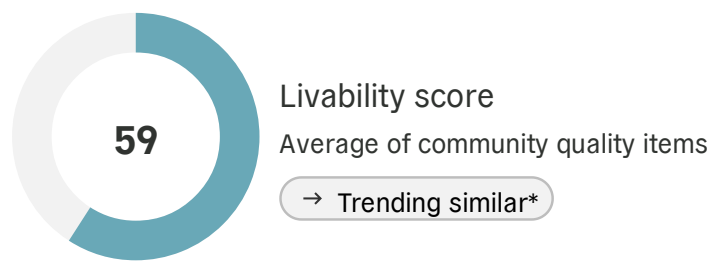 59
Livability score
Average of community quality items
→ Trending similar*